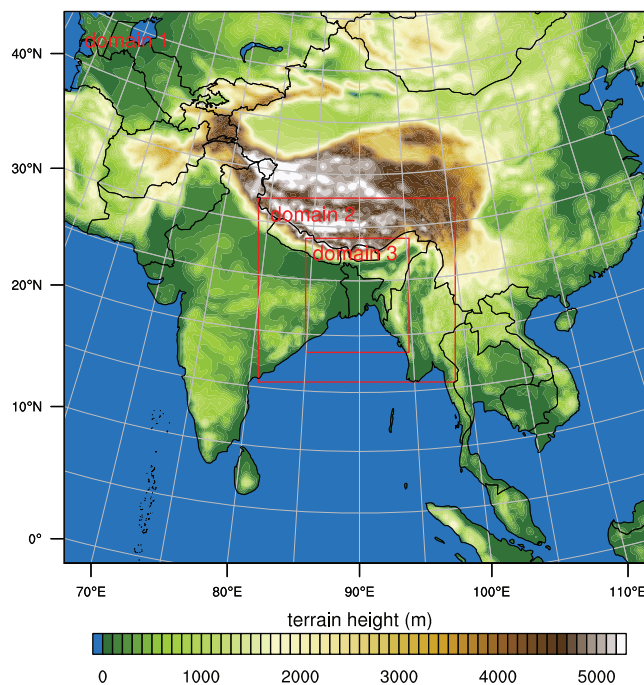 domain 1
40°N
30°N
domain 2
domain 3
20°N
10°N
0°
70°E 80°E 90°E 100°E 110°E
terrain height (m)
0 1000 2000 3000 4000 5000